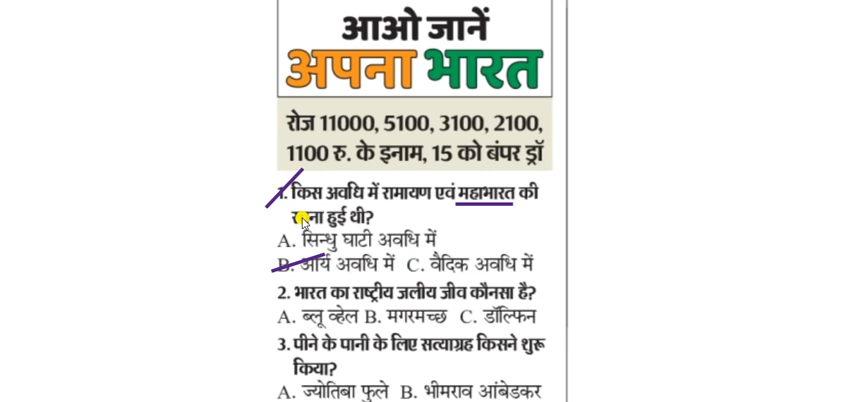 आओ जानें
अपना भारत
रोज 11000, 5100, 3100, 2100,
1100 रु. के इनाम, 15 को बंपर ड्रॉ
1. किस अवधि में रामायण एवं महाभारत की
हुई थी?
A. सिन्धु घाटी अवधि में
B. आर्य अवधि में C. वैदिक अवधि में
2. भारत का राष्ट्रीय जलीय जीव कौनसा है?
A. ब्लू व्हेल B. मगरमच्छ C. डॉल्फिन
3. पीने के पानी के लिए सत्याग्रह किसने शुरू
किया?
A. ज्योतिबा फुले B. भीमराव आंबेडकर